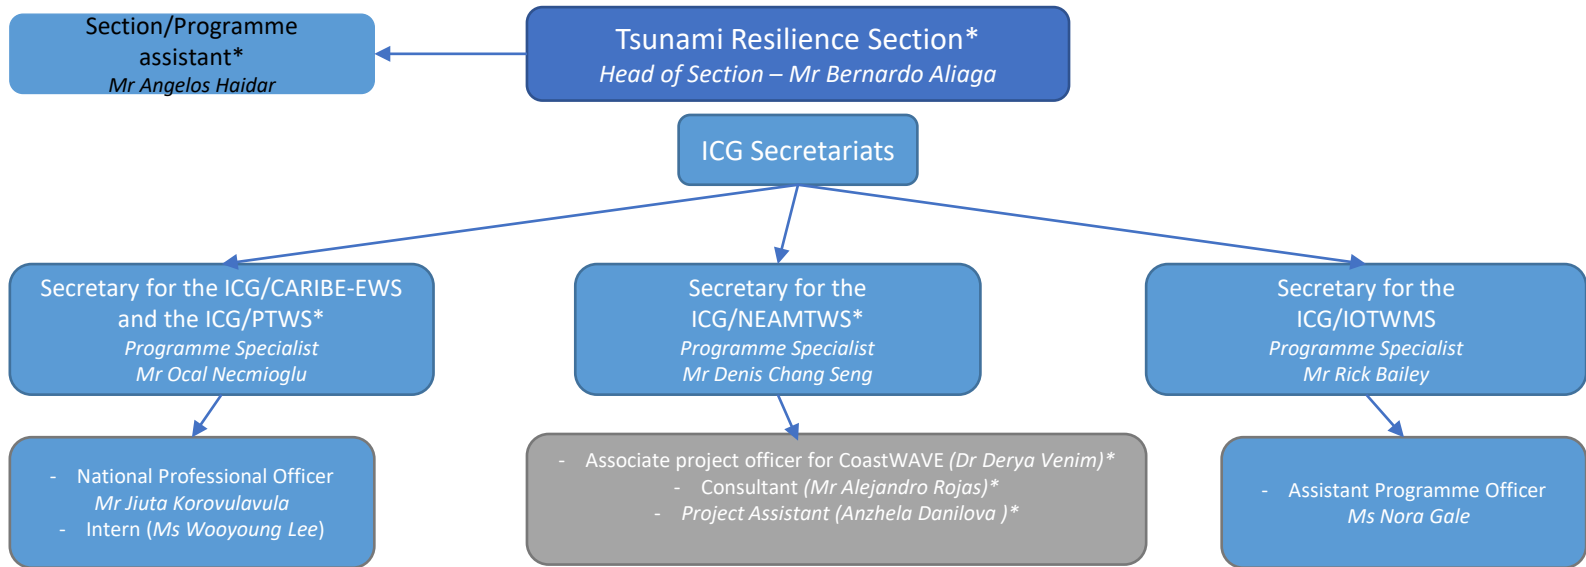 Section/Programme
assistant*
Mr Angelos Haidar
Tsunami Resilience Section*
Head of Section – Mr Bernardo Aliaga
ICG Secretariats
Secretary for the ICG/CARIBE-EWS
and the ICG/PTWS*
Programme Specialist
Mr Ocal Necmioglu
Secretary for the
ICG/NEAMTWS*
Programme Specialist
Mr Denis Chang Seng
Secretary for the
ICG/IOTWMS
Programme Specialist
Mr Rick Bailey
- National Professional Officer
Mr Jiuta Korovulavula
- Intern (Ms Wooyoung Lee)
- Associate project officer for CoastWAVE (Dr Derya Venim)*
- Consultant (Mr Alejandro Rojas)*
- Project Assistant (Anzhela Danilova )*
- Assistant Programme Officer
Ms Nora Gale